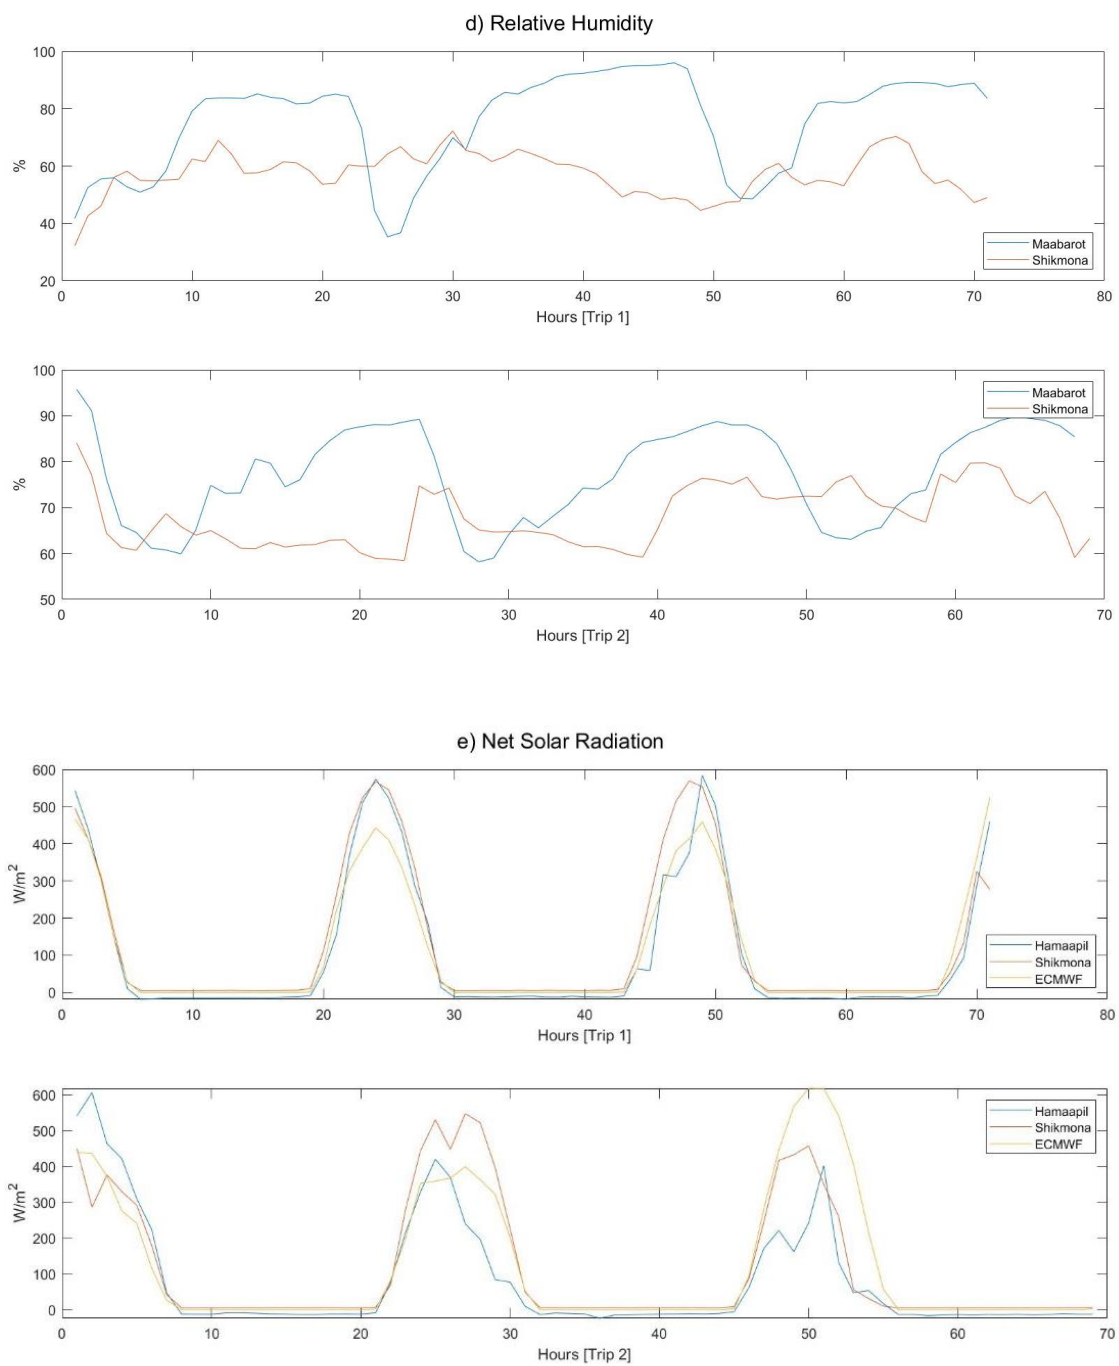 d) Relative Humidity
100
80
60
40
20
%
Maabarot
Shikmona
0 10 20 30 40 50 60 70 80
Hours [Trip 1]
100
90
80
70
60
50
%
Maabarot
Shikmona
0 10 20 30 40 50 60 70
Hours [Trip 2]
e) Net Solar Radiation
600
500
400
300
200
100
0
W/m²
Hamaapil
Shikmona
ECMWF
0 10 20 30 40 50 60 70 80
Hours [Trip 1]
600
500
400
300
200
100
0
W/m²
Hamaapil
Shikmona
ECMWF
0 10 20 30 40 50 60 70
Hours [Trip 2]